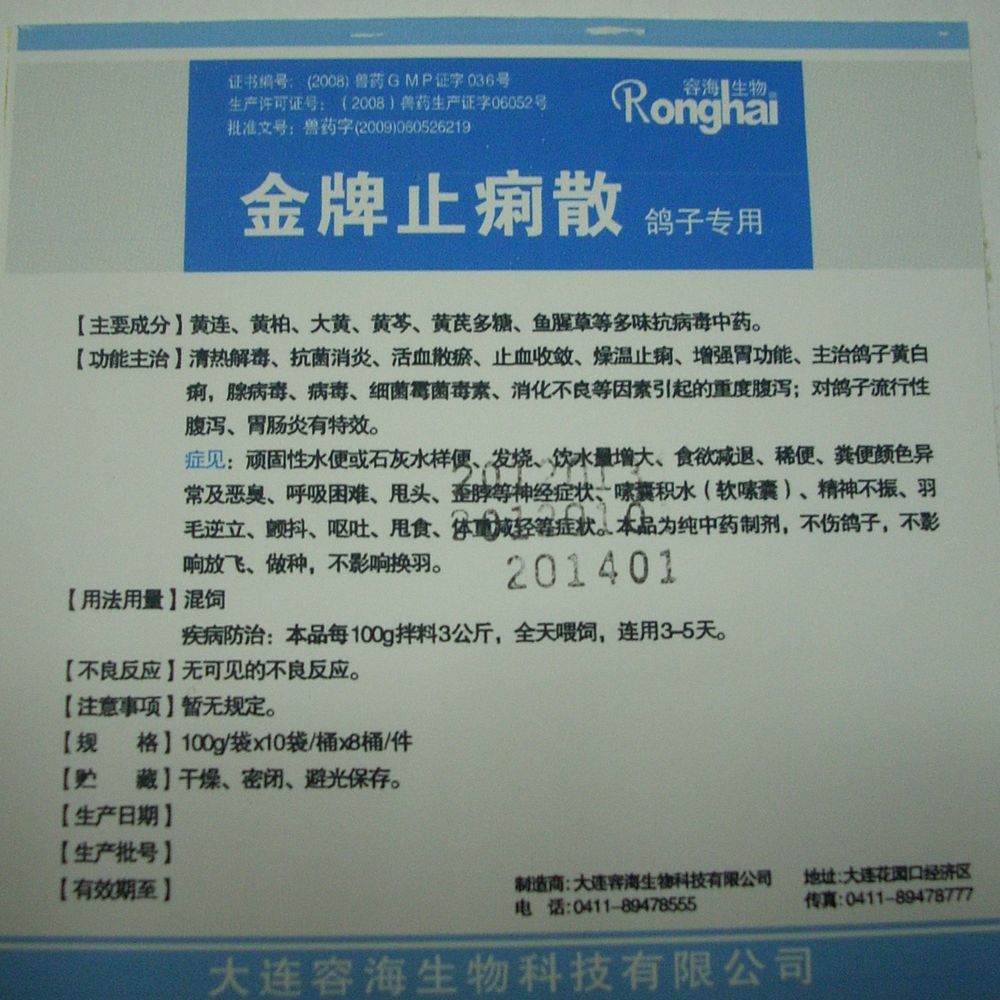 证书编号：（2008）兽药GMP证字036号
生产许可证号：（2008）兽药生产证字06052号
批准文号：兽药字(2009)060526219
容海生物
Ronghai
金牌止痢散 鸽子专用
【主要成分】黄连、黄柏、大黄、黄芩、黄芪多糖、鱼腥草等多味抗病毒中药。
【功能主治】清热解毒、抗菌消炎、活血散瘀、止血收敛、燥温止痢、增强胃功能、主治鸽子黄白
痢，腺病毒、病毒、细菌霉菌毒素、消化不良等因素引起的重度腹泻；对鸽子流行性
腹泻、胃肠炎有特效。
症见：顽固性水便或石灰水样便、发烧、饮水量增大、食欲减退、稀便、粪便颜色异
常及恶臭、呼吸困难、甩头、歪脖等神经症状、嗉囊积水（软嗉囊）、精神不振、羽
毛逆立、颤抖、呕吐、甩食、体重减轻等症状。本品为纯中药制剂，不伤鸽子，不影
响放飞、做种，不影响换羽。
2012011
2012010
201401
【用法用量】混饲
疾病防治：本品每100g拌料3公斤，全天喂饲，连用3-5天。
【不良反应】无可见的不良反应。
【注意事项】暂无规定。
【规 格】100g/袋x10袋/桶x8桶/件
【贮 藏】干燥、密闭、避光保存。
【生产日期】
【生产批号】
【有效期至】
制造商：大连容海生物科技有限公司 地址：大连花园口经济区
电 话：0411-89478555 传真：0411-89478777
大连容海生物科技有限公司